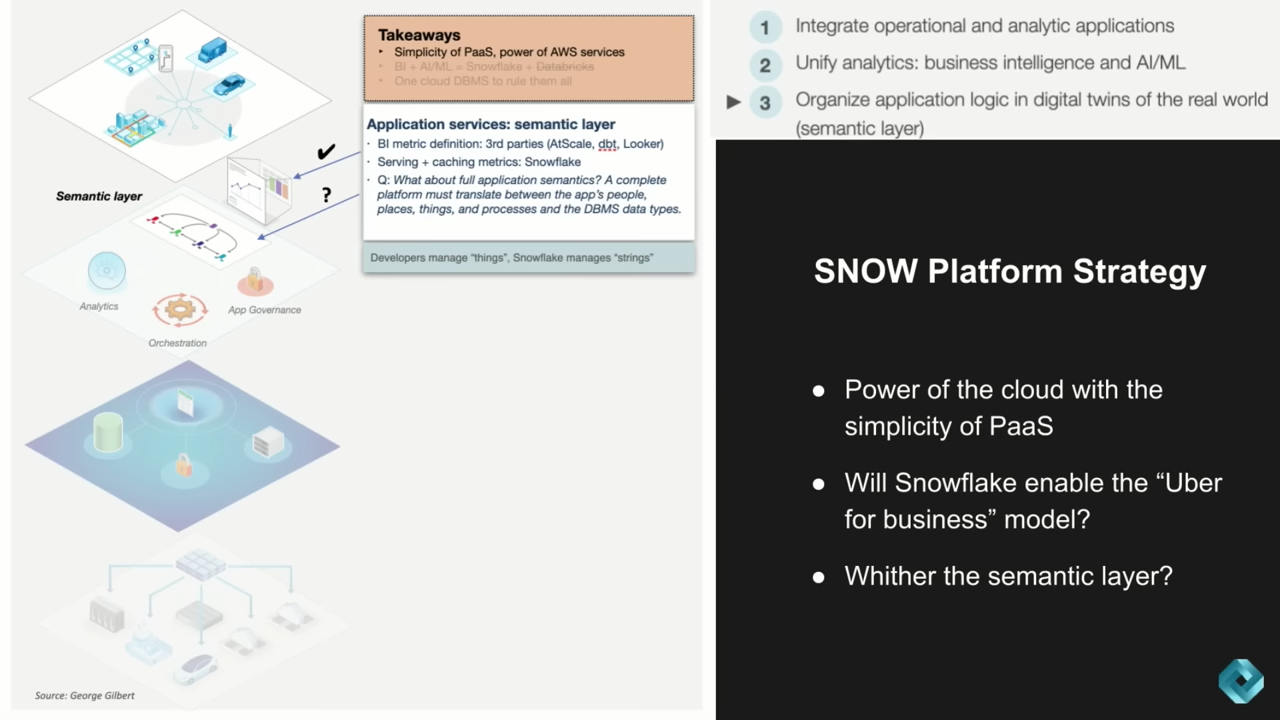 Takeaways
• Simplicity of PaaS, power of AWS services
• BI + AI/ML = Snowflake + Databricks
• One cloud DBMS to rule them all
Application services: semantic layer
• BI metric definition: 3rd parties (AtScale, dbt, Looker)
• Serving + caching metrics: Snowflake
• Q: What about full application semantics? A complete
platform must translate between the app's people,
places, things, and processes and the DBMS data types.
Developers manage "things", Snowflake manages "strings"
✔
?
Semantic layer
Analytics
App Governance
Orchestration
Source: George Gilbert
1 Integrate operational and analytic applications
2 Unify analytics: business intelligence and AI/ML
▶ 3 Organize application logic in digital twins of the real world
(semantic layer)
SNOW Platform Strategy
● Power of the cloud with the
simplicity of PaaS
● Will Snowflake enable the “Uber
for business” model?
● Whither the semantic layer?